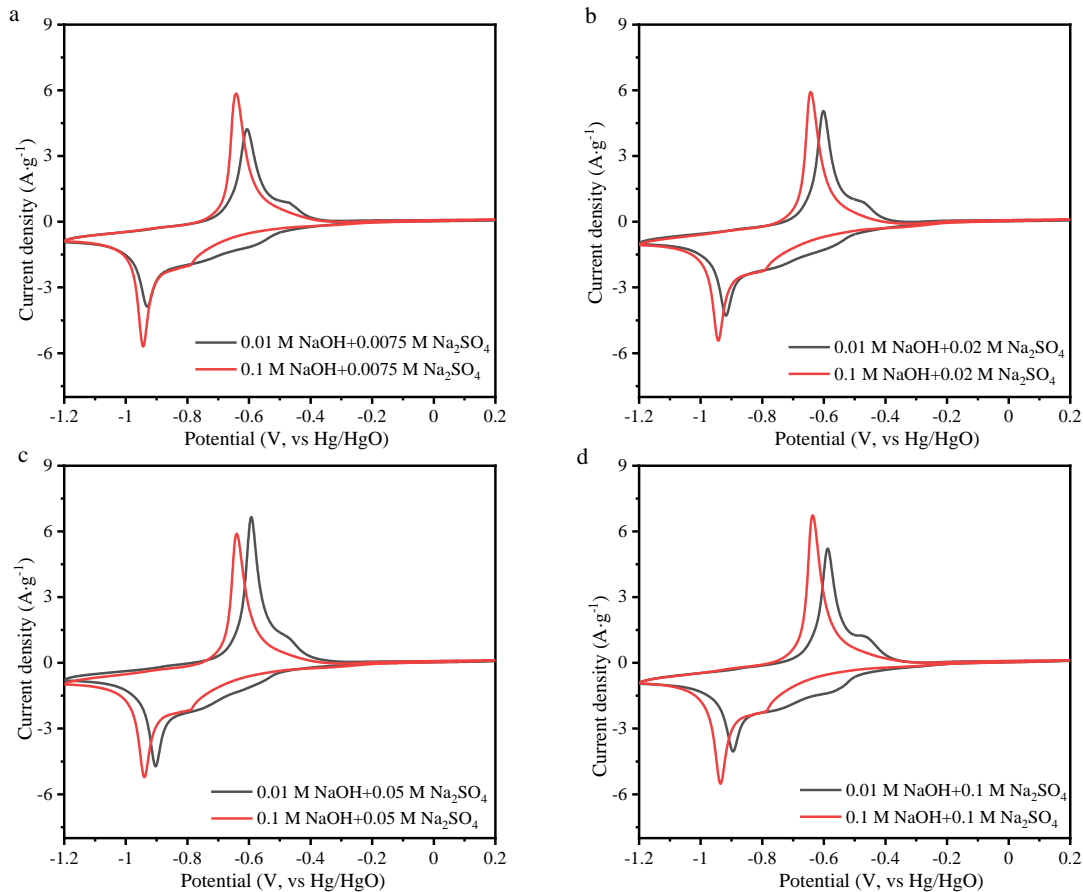 a
9
6
3
0
-3
-6
Current density (A·g⁻¹)
0.01 M NaOH+0.0075 M Na₂SO₄
0.1 M NaOH+0.0075 M Na₂SO₄
-1.2 -1 -0.8 -0.6 -0.4 -0.2 0 0.2
Potential (V, vs Hg/HgO)
b
9
6
3
0
-3
-6
Current density (A·g⁻¹)
0.01 M NaOH+0.02 M Na₂SO₄
0.1 M NaOH+0.02 M Na₂SO₄
-1.2 -1 -0.8 -0.6 -0.4 -0.2 0 0.2
Potential (V, vs Hg/HgO)
c
9
6
3
0
-3
-6
Current density (A·g⁻¹)
0.01 M NaOH+0.05 M Na₂SO₄
0.1 M NaOH+0.05 M Na₂SO₄
-1.2 -1 -0.8 -0.6 -0.4 -0.2 0 0.2
Potential (V, vs Hg/HgO)
d
9
6
3
0
-3
-6
Current density (A·g⁻¹)
0.01 M NaOH+0.1 M Na₂SO₄
0.1 M NaOH+0.1 M Na₂SO₄
-1.2 -1 -0.8 -0.6 -0.4 -0.2 0 0.2
Potential (V, vs Hg/HgO)